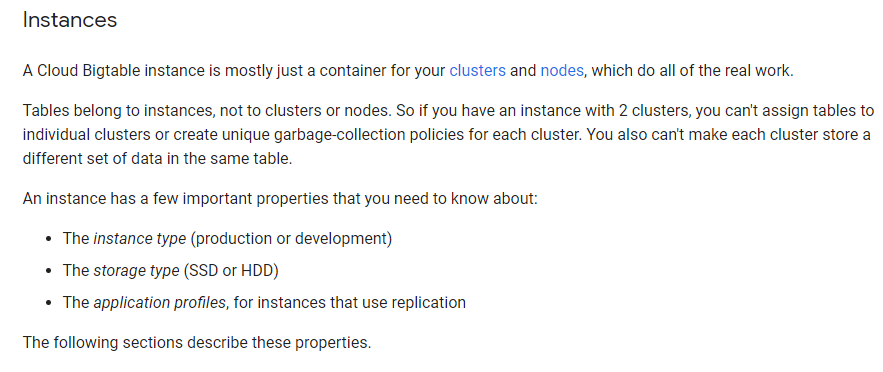 Instances
A Cloud Bigtable instance is mostly just a container for your clusters and nodes, which do all of the real work.
Tables belong to instances, not to clusters or nodes. So if you have an instance with 2 clusters, you can't assign tables to
individual clusters or create unique garbage-collection policies for each cluster. You also can't make each cluster store a
different set of data in the same table.
An instance has a few important properties that you need to know about:
• The instance type (production or development)
• The storage type (SSD or HDD)
• The application profiles, for instances that use replication
The following sections describe these properties.